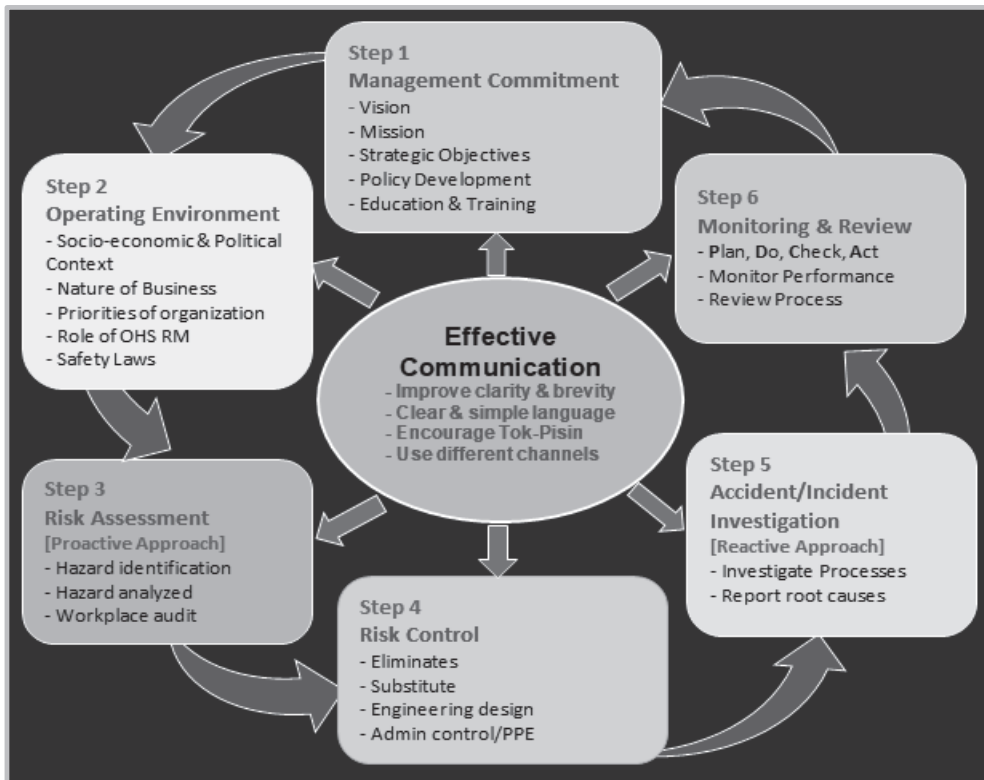 Step 1
Management Commitment
- Vision
- Mission
- Strategic Objectives
- Policy Development
- Education & Training
Step 2
Operating Environment
- Socio-economic & Political
Context
- Nature of Business
- Priorities of organization
- Role of OHS RM
- Safety Laws
Step 3
Risk Assessment
[Proactive Approach]
- Hazard identification
- Hazard analyzed
- Workplace audit
Step 4
Risk Control
- Eliminates
- Substitute
- Engineering design
- Admin control/PPE
Step 5
Accident/Incident
Investigation
[Reactive Approach]
- Investigate Processes
- Report root causes
Step 6
Monitoring & Review
- Plan, Do, Check, Act
- Monitor Performance
- Review Process
Effective
Communication
- Improve clarity & brevity
- Clear & simple language
- Encourage Tok-Pisin
- Use different channels